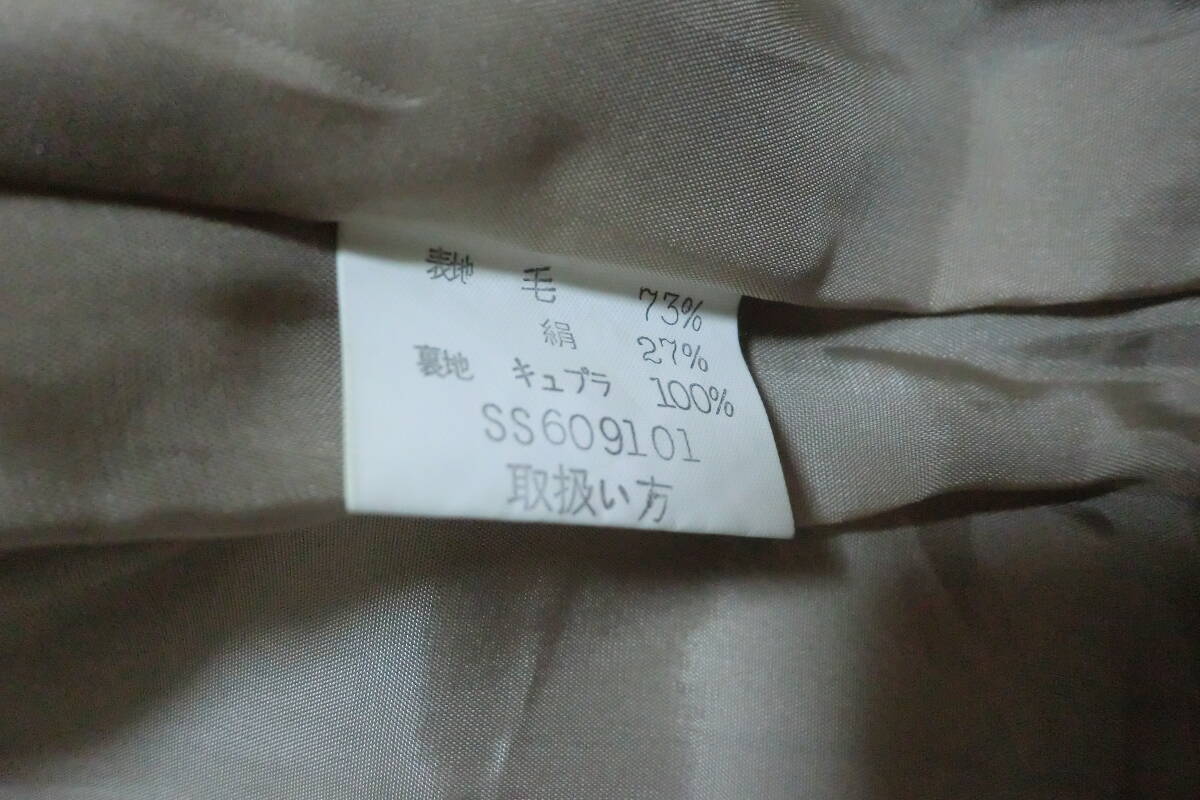 表地 毛 73%
絹 27%
裏地 キュプラ 100%
SS609101
取扱い方